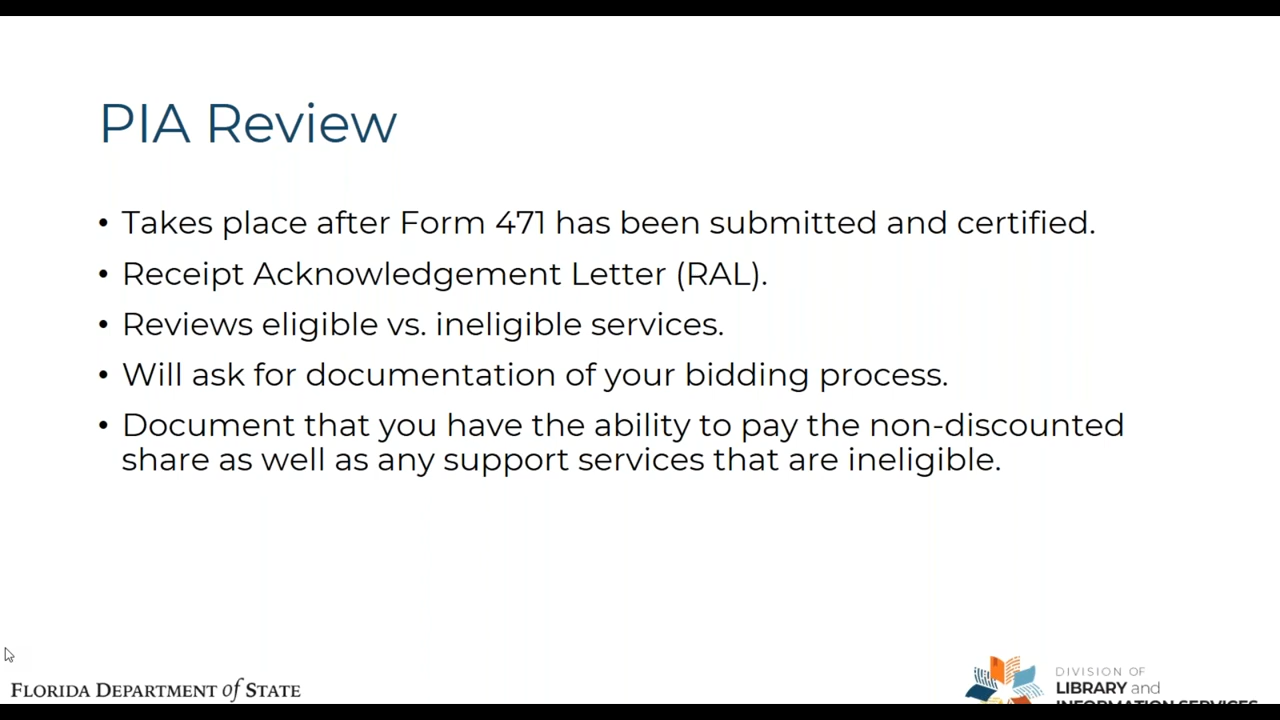 PIA Review
• Takes place after Form 471 has been submitted and certified.
• Receipt Acknowledgement Letter (RAL).
• Reviews eligible vs. ineligible services.
• Will ask for documentation of your bidding process.
• Document that you have the ability to pay the non-discounted
share as well as any support services that are ineligible.
FLORIDA DEPARTMENT of STATE
DIVISION OF
LIBRARY and
INFORMATION SERVICES